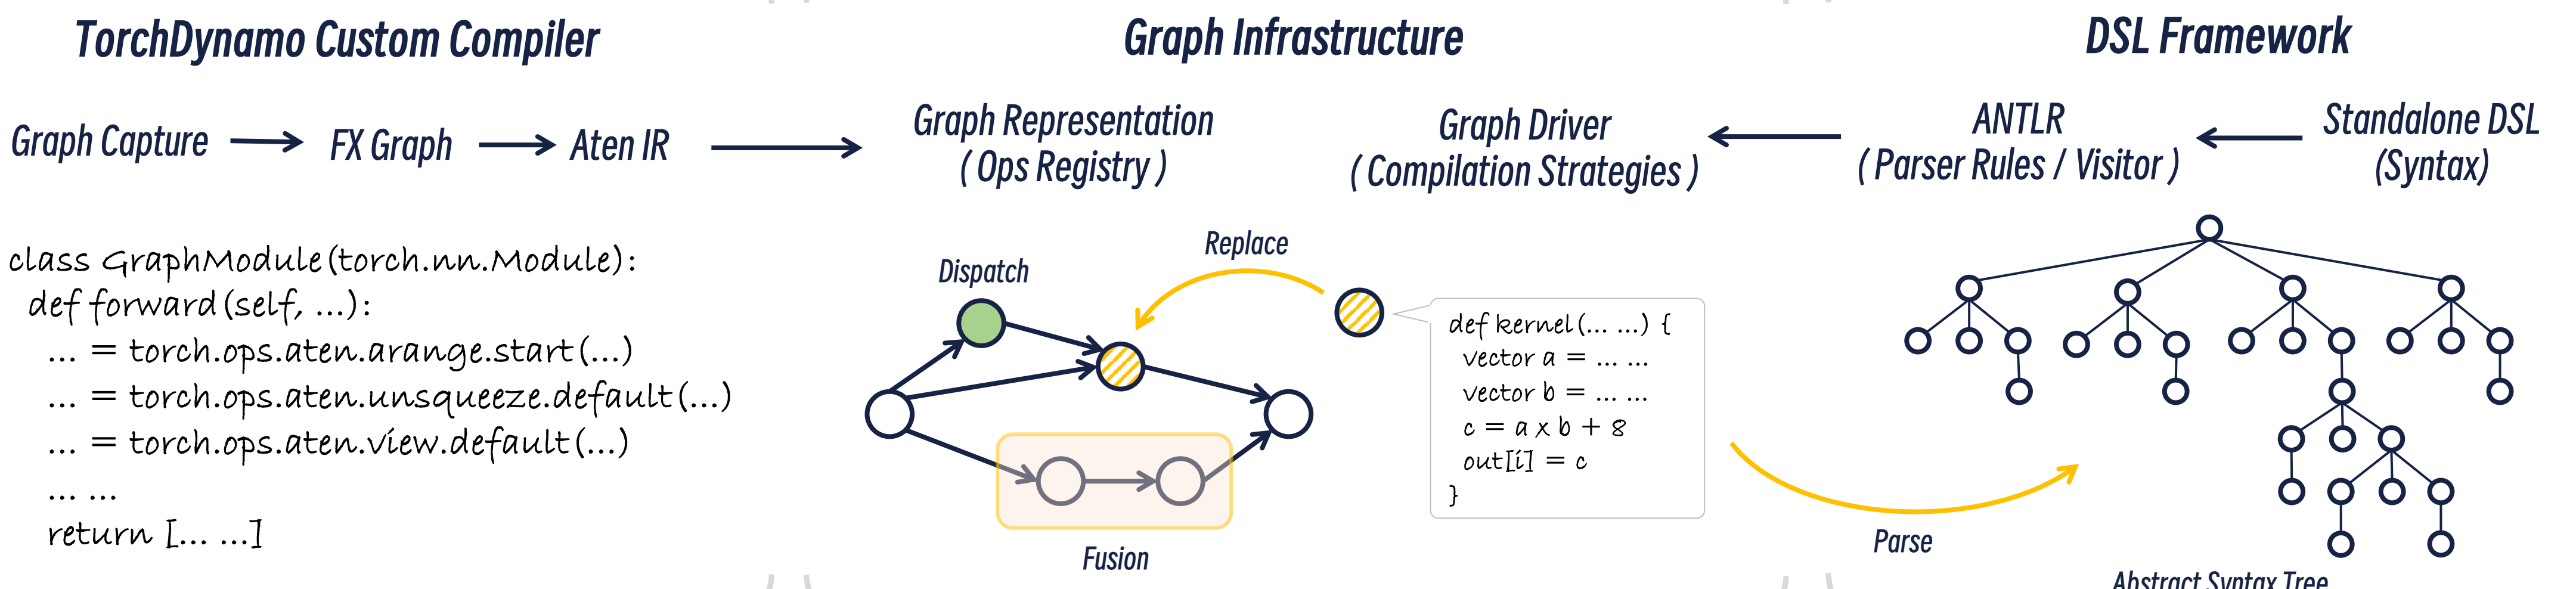 TorchDynamo Custom Compiler
Graph Capture
FX Graph
Aten IR
class GraphModule(torch.nn.Module):
def forward(self, ...):
... = torch.ops.aten.arange.start(...)
... = torch.ops.aten.unsqueeze.default(...)
... = torch.ops.aten.view.default(...)
... ...
return [... ...]
Graph Infrastructure
Graph Representation
( Ops Registry )
Graph Driver
( Compilation Strategies )
Dispatch
Replace
Fusion
def kernel(... ...) {
vector a = ... ...
vector b = ... ...
c = a x b + 8
out[i] = c
}
DSL Framework
ANTLR
( Parser Rules / Visitor )
Standalone DSL
(Syntax)
Parse
Abstract Syntax Tree